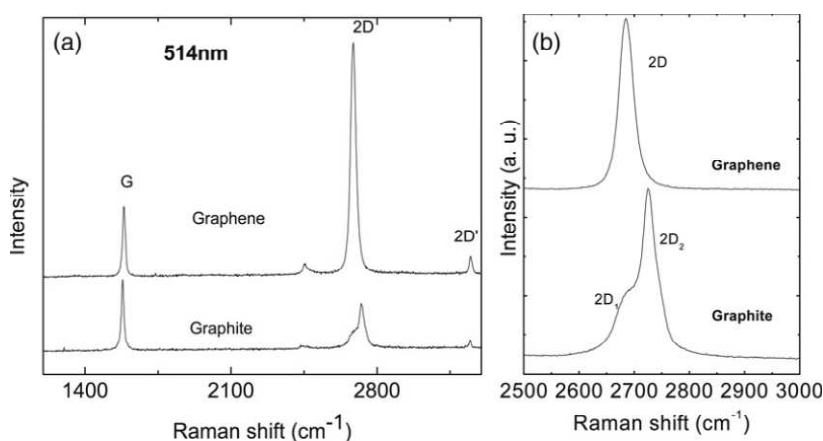 (a)
514nm
2D
G
Graphene
2D'
Graphite
Intensity
1400 2100 2800
Raman shift (cm-1)
(b)
2D
Graphene
2D2
2D1
Graphite
Intensity (a. u.)
2500 2600 2700 2800 2900 3000
Raman shift (cm-1)